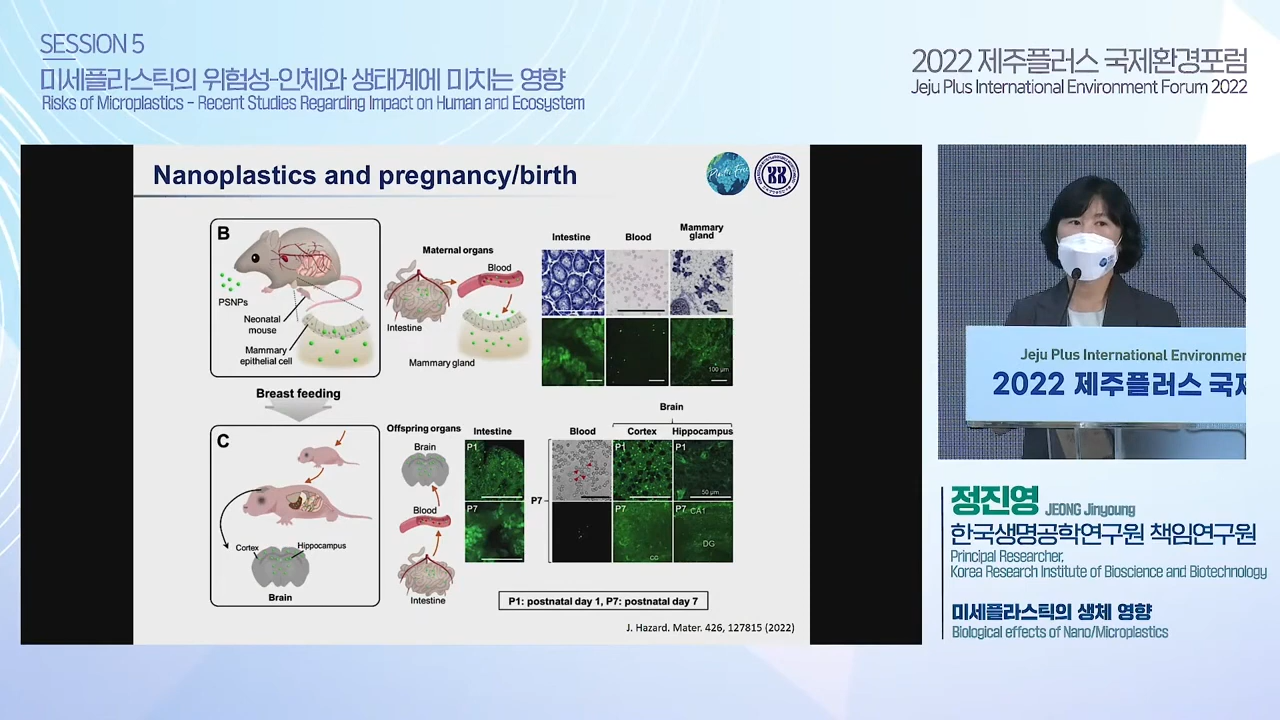 SESSION 5
미세플라스틱의 위험성-인체와 생태계에 미치는 영향
Risks of Microplastics - Recent Studies Regarding Impact on Human and Ecosystem
2022 제주플러스 국제환경포럼
Jeju Plus International Environment Forum 2022
Nanoplastics and pregnancy/birth
B
PSNPs
Neonatal
mouse
Mammary
epithelial cell
Maternal organs
Blood
Intestine
Mammary gland
Intestine
Blood
Mammary
gland
100 μm
Breast feeding
C
Cortex
Hippocampus
Brain
Offspring organs
Brain
Blood
Intestine
Intestine
P1
P7
Brain
Blood
Cortex
Hippocampus
P7
P1
P1
50 μm
P7
CC
P7
CA1
DG
P1: postnatal day 1, P7: postnatal day 7
J. Hazard. Mater. 426, 127815 (2022)
Jeju Plus International Environmen
2022 제주플러스 국제
정진영 JEONG Jinyoung
한국생명공학연구원 책임연구원
Principal Researcher,
Korea Research Institute of Bioscience and Biotechnology
미세플라스틱의 생체 영향
Biological effects of Nano/Microplastics